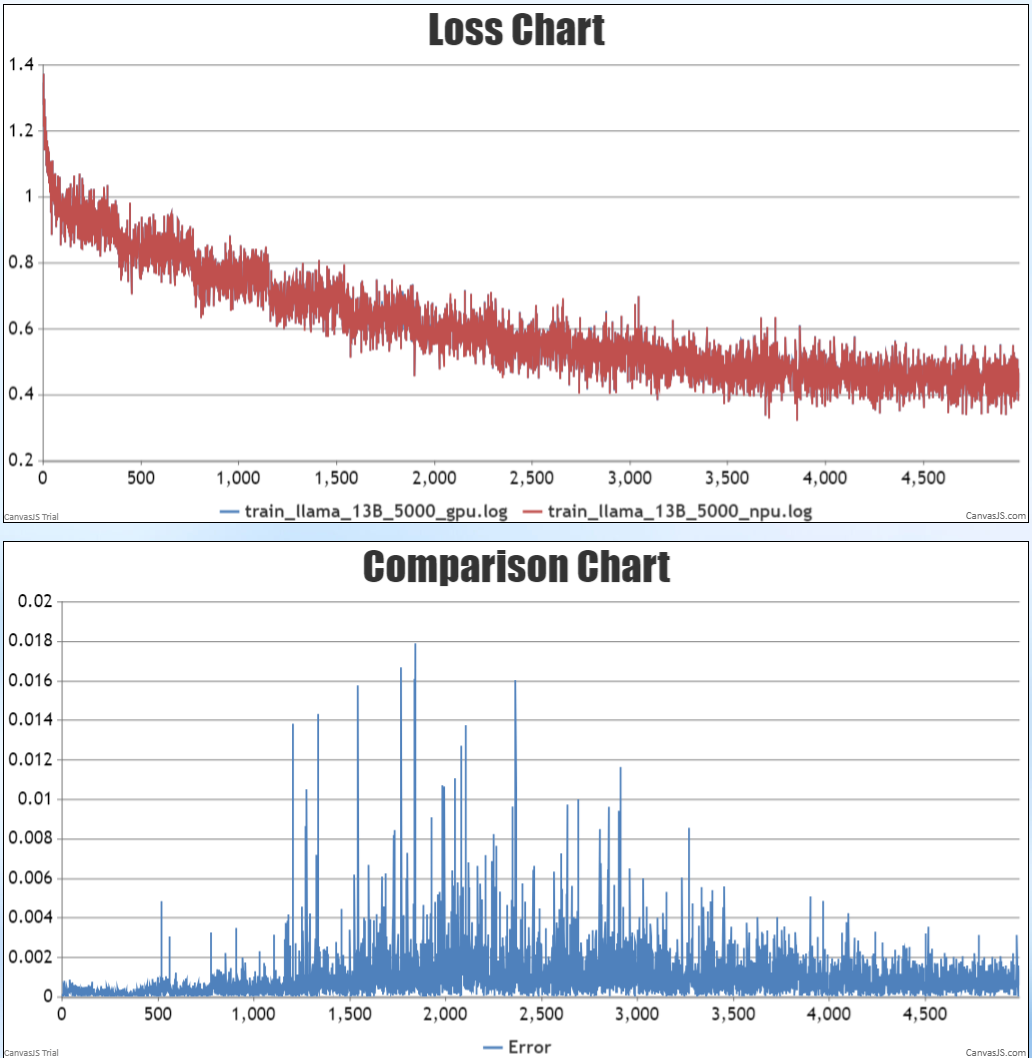 Loss Chart
1.4
1.2
1
0.8
0.6
0.4
0.2
0 500 1,000 1,500 2,000 2,500 3,000 3,500 4,000 4,500
train_llama_13B_5000_gpu.log train_llama_13B_5000_npu.log
CanvasJS Trial CanvasJS.com
Comparison Chart
0.02
0.018
0.016
0.014
0.012
0.01
0.008
0.006
0.004
0.002
0
0 500 1,000 1,500 2,000 2,500 3,000 3,500 4,000 4,500
Error
CanvasJS Trial CanvasJS.com